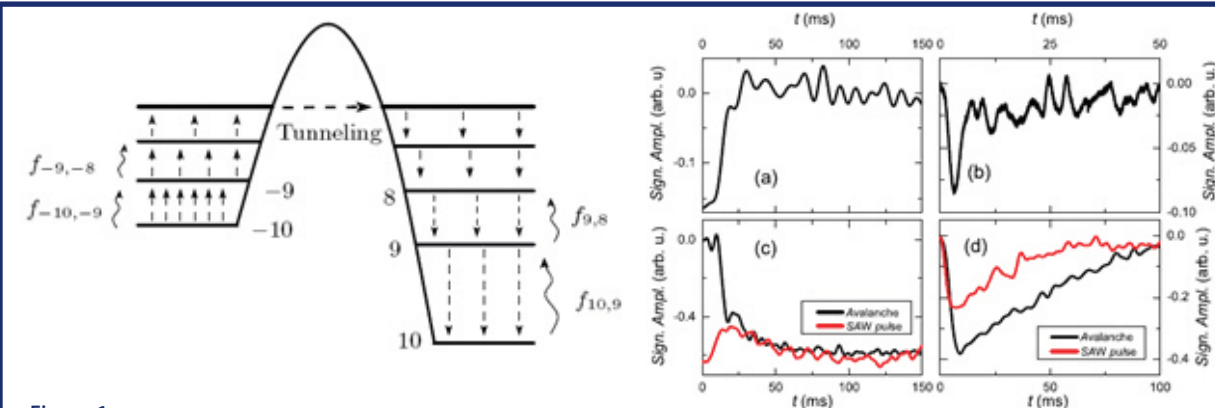 Tunneling
f−9,−8
f−10,−9
−9
−10
8
9
10
f9,8
f10,9
t (ms)
0 50 100 150
Sign. Ampl. (arb. u)
0.0
-0.1
(a)
t (ms)
0 25 50
(b)
0.00
-0.05
-0.10
Sign. Ampl. (arb. u.)
Sign. Ampl. (arb. u.)
0.0
-0.4
(c)
Avalanche
SAW pulse
0 50 100 150
t (ms)
(d)
Avalanche
SAW pulse
0.0
-0.2
-0.4
Sign. Ampl. (arb. u.)
0 50 100
t (ms)